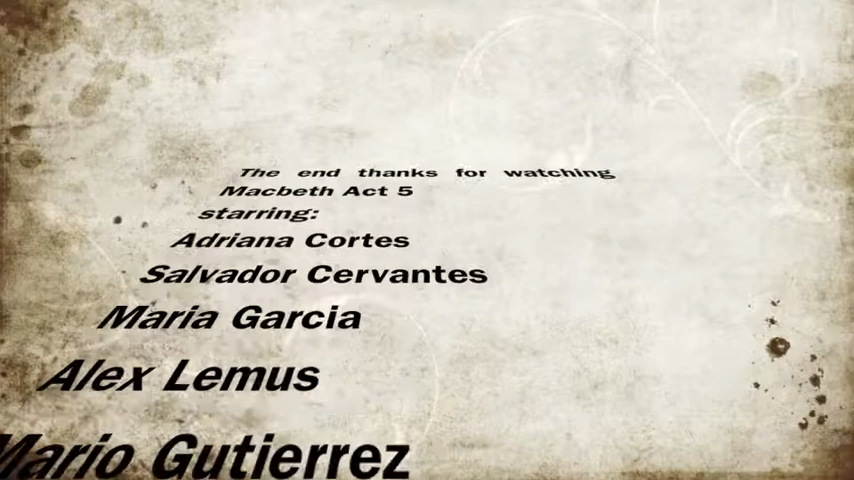 The end thanks for watching
Macbeth Act 5
starring:
Adriana Cortes
Salvador Cervantes
Maria Garcia
Alex Lemus
Mario Gutierrez